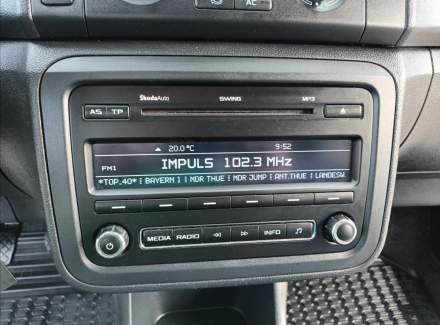 AC
ŠkodaAuto SWING MP3
AS TP
20.0°C 9:52
FM1 IMPULS 102.3 MHz
*TOP.40* ¦ BAYERN 1 ¦ MDR THUE ¦ MDR JUMP ¦ ANT.THUE ¦ LANDESW.
MEDIA RADIO INFO